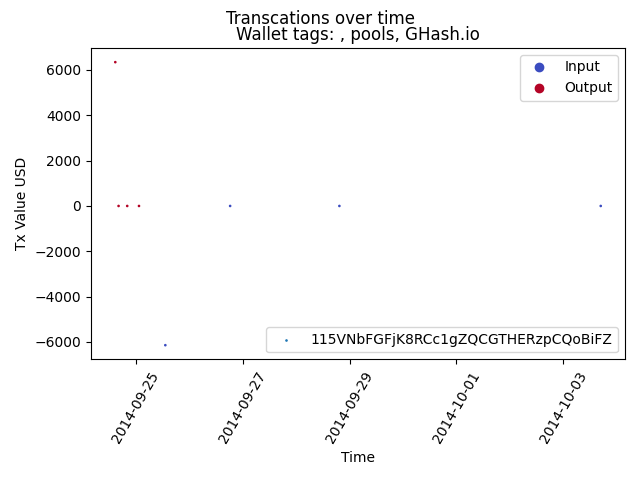 Transcations over time
Wallet tags: , pools, GHash.io
Input
Output
6000
4000
2000
0
−2000
−4000
−6000
Tx Value USD
115VNbFGFjK8RCc1gZQCGTHERzpCQoBiFZ
2014-09-25
2014-09-27
2014-09-29
2014-10-01
2014-10-03
Time